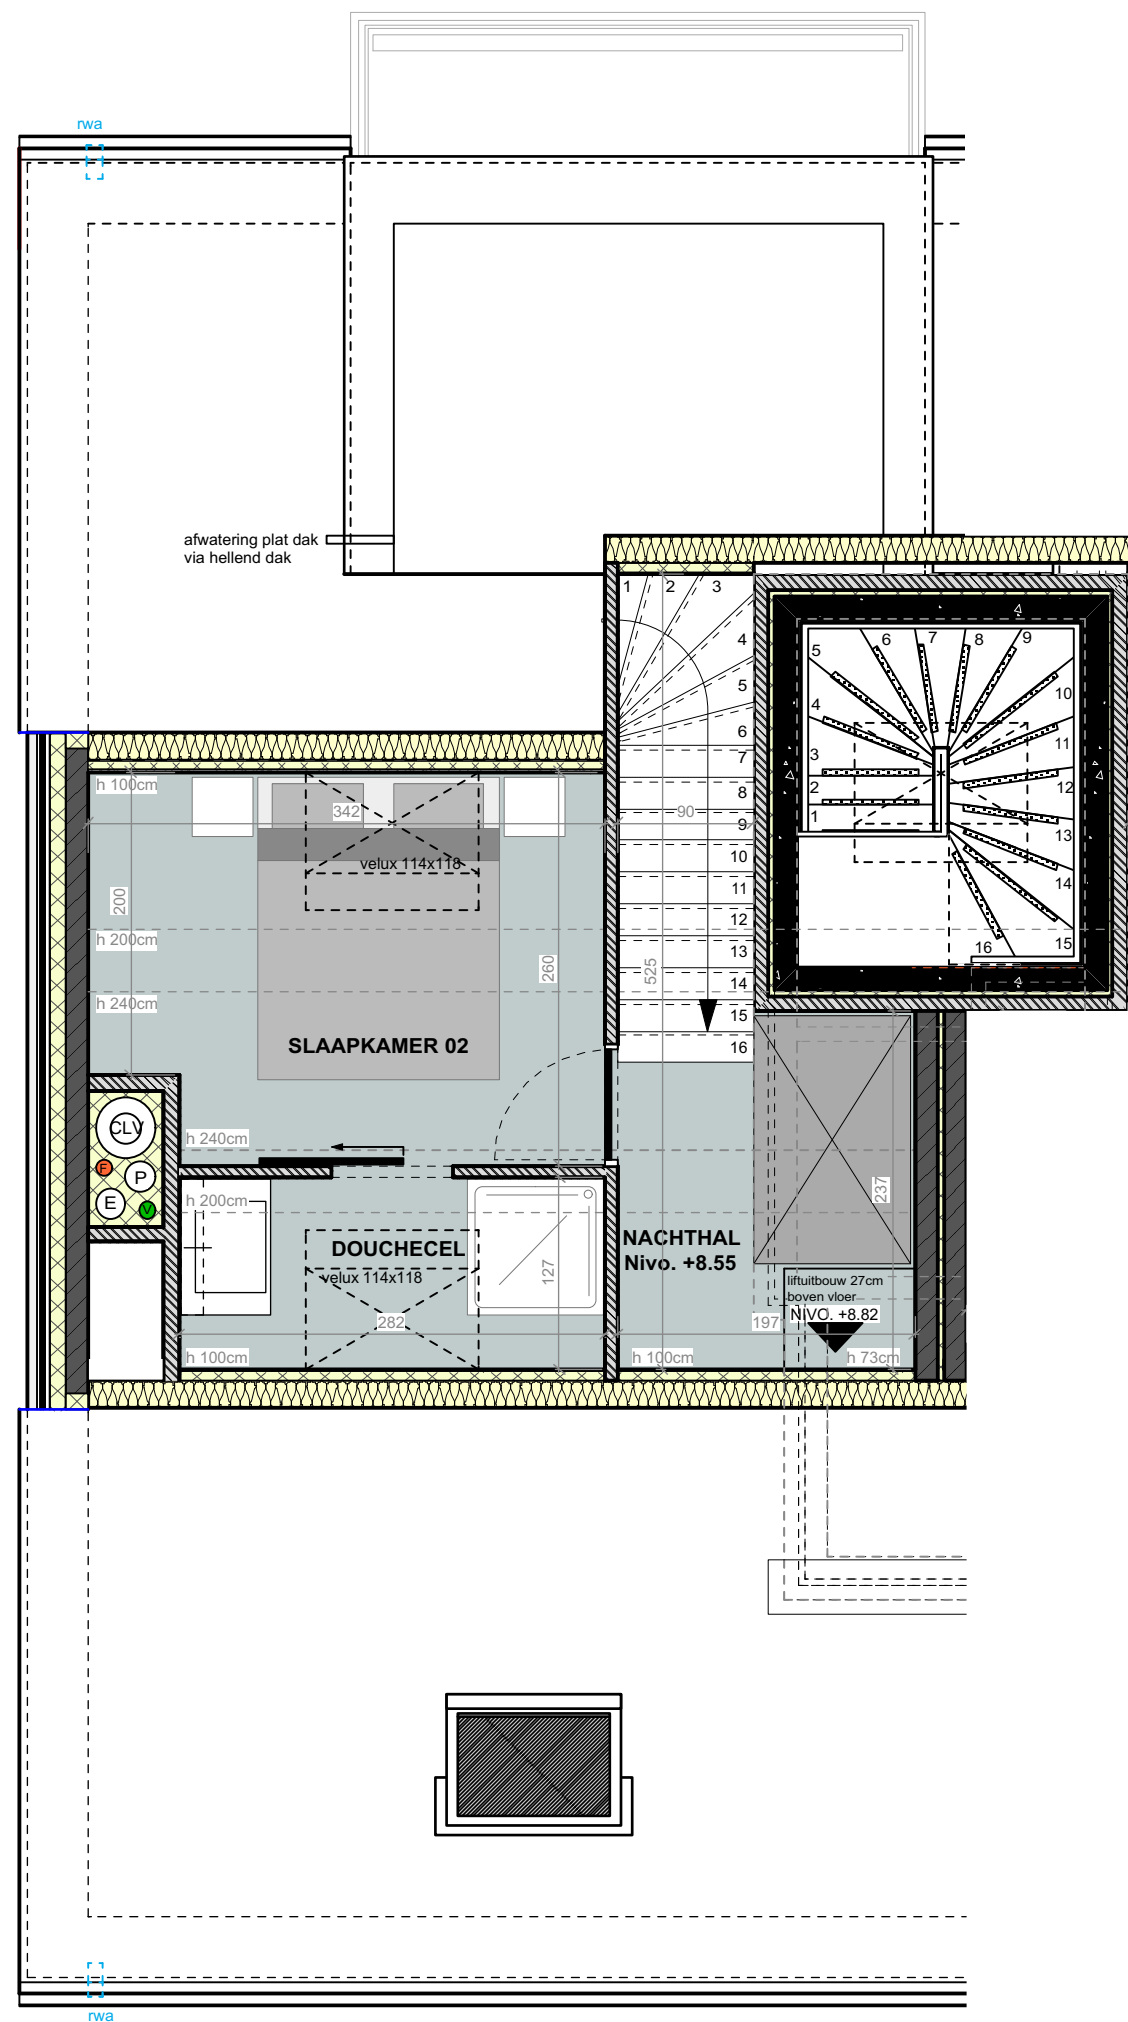 rwa
afwatering plat dak
via hellend dak
1
2
3
4
5
6
7
8
9
10
11
12
13
14
15
16
5
6
7
8
9
4
10
3
11
2
12
1
13
14
16
15
h 100cm
342
90
velux 114x118
200
h 200cm
260
525
h 240cm
SLAAPKAMER 02
CLV
F
P
E
V
h 240cm
h 200cm
237
DOUCHECEL
velux 114x118
127
NACHTHAL
Nivo. +8.55
liftuitbouw 27cm
boven vloer
NIVO. +8.82
282
197
h 100cm
h 100cm
h 73cm
rwa